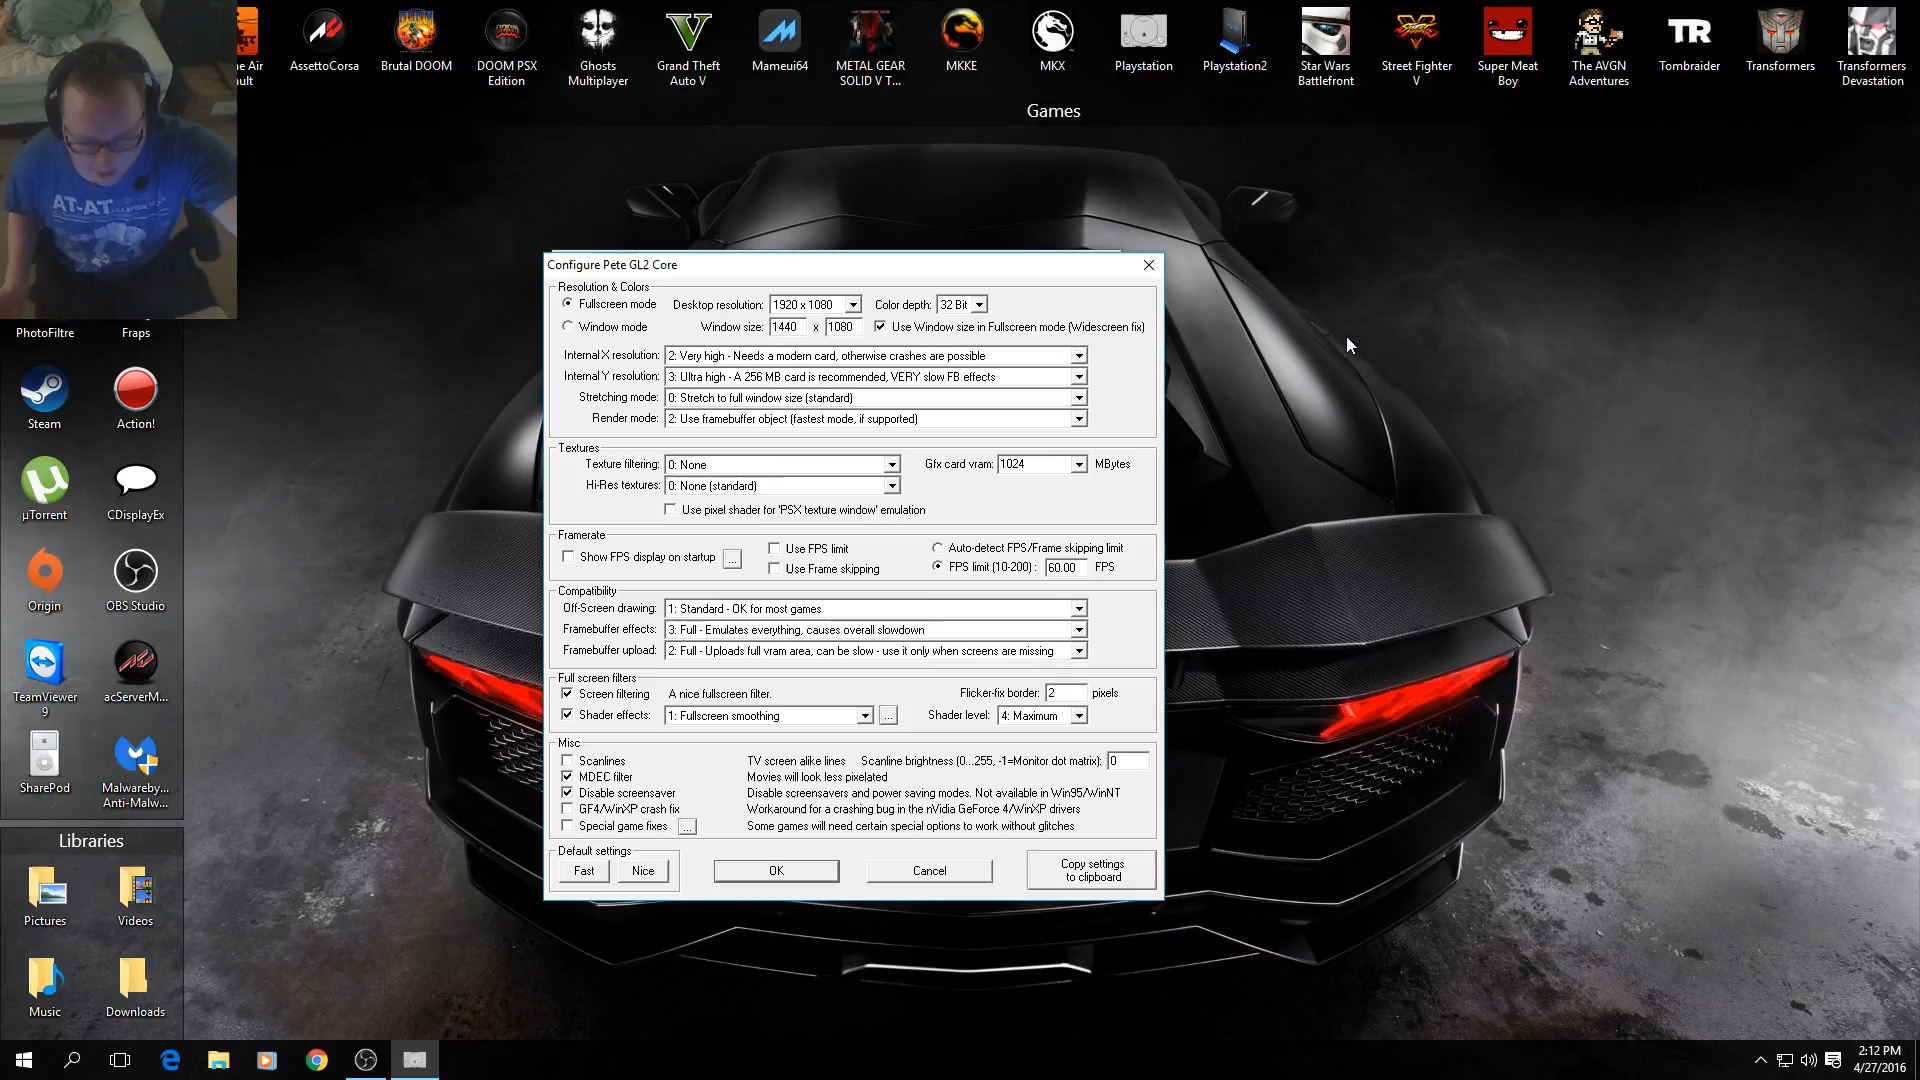 ne Air
ult
AssettoCorsa
Brutal DOOM
DOOM PSX
Edition
Ghosts
Multiplayer
Grand Theft
Auto V
Mameui64
METAL GEAR
SOLID V T...
MKKE
MKX
Playstation
Playstation2
Star Wars
Battlefront
Street Fighter
V
Super Meat
Boy
The AVGN
Adventures
TR
Tombraider
Transformers
Transformers
Devastation
Games
AT-AT
PhotoFiltre
Fraps
Steam
Action!
µTorrent
CDisplayEx
Origin
OBS Studio
TeamViewer
9
acServerM...
SharePod
Malwareby...
Anti-Malw...
Libraries
Pictures
Videos
Music
Downloads
Configure Pete GL2 Core
Resolution & Colors
Fullscreen mode Desktop resolution: 1920 x 1080 Color depth: 32 Bit
Window mode Window size: 1440 x 1080 Use Window size in Fullscreen mode (Widescreen fix)
Internal X resolution: 2: Very high - Needs a modern card, otherwise crashes are possible
Internal Y resolution: 3: Ultra high - A 256 MB card is recommended, VERY slow FB effects
Stretching mode: 0: Stretch to full window size (standard)
Render mode: 2: Use framebuffer object (fastest mode, if supported)
Textures
Texture filtering: 0: None Gfx card vram: 1024 MBytes
Hi-Res textures: 0: None (standard)
Use pixel shader for 'PSX texture window' emulation
Framerate
Show FPS display on startup ... Use FPS limit Auto-detect FPS/Frame skipping limit
Use Frame skipping FPS limit (10-200) : 60.00 FPS
Compatibility
Off-Screen drawing: 1: Standard - OK for most games
Framebuffer effects: 3: Full - Emulates everything, causes overall slowdown
Framebuffer upload: 2: Full - Uploads full vram area, can be slow - use it only when screens are missing
Full screen filters
Screen filtering A nice fullscreen filter. Flicker-fix border: 2 pixels
Shader effects: 1: Fullscreen smoothing ... Shader level: 4: Maximum
Misc
Scanlines TV screen alike lines Scanline brightness (0...255, -1=Monitor dot matrix): 0
MDEC filter Movies will look less pixelated
Disable screensaver Disable screensavers and power saving modes. Not available in Win95/WinNT
GF4/WinXP crash fix Workaround for a crashing bug in the nVidia GeForce 4/WinXP drivers
Special game fixes ... Some games will need certain special options to work without glitches
Default settings
Fast Nice OK Cancel Copy settings
to clipboard
2:12 PM
4/27/2016